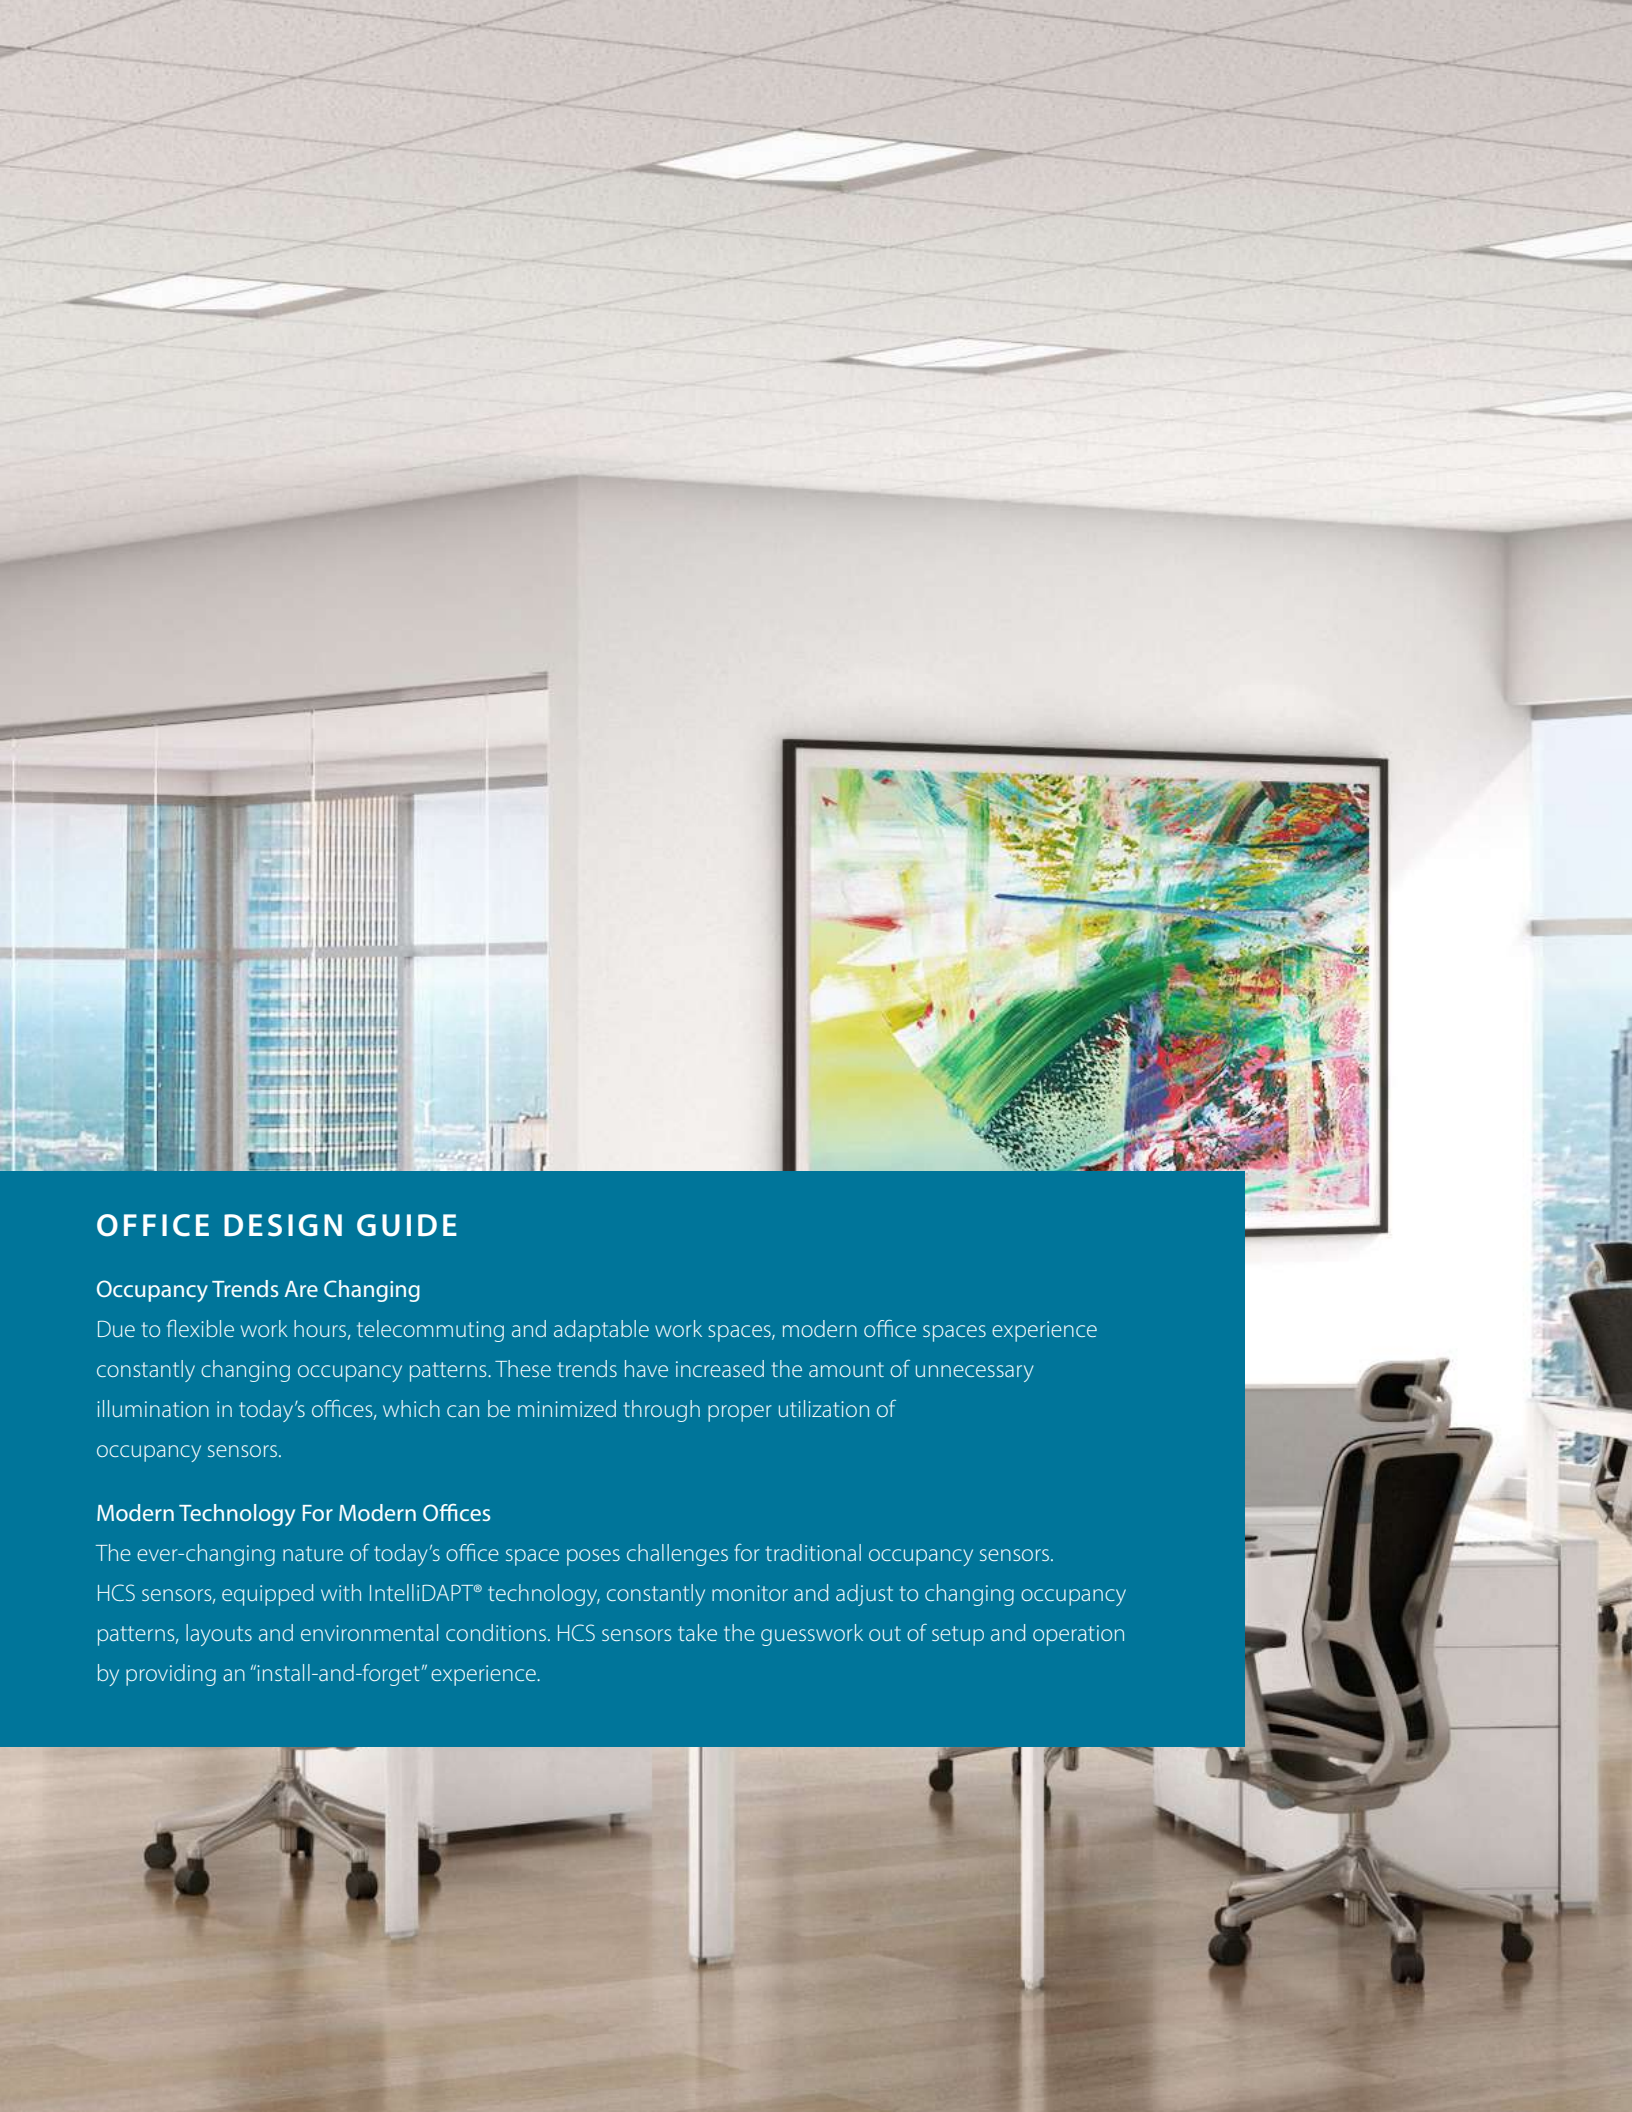 OFFICE DESIGN GUIDE
Occupancy Trends Are Changing
Due to flexible work hours, telecommuting and adaptable work spaces, modern office spaces experience
constantly changing occupancy patterns. These trends have increased the amount of unnecessary
illumination in today’s offices, which can be minimized through proper utilization of
occupancy sensors.
Modern Technology For Modern Offices
The ever-changing nature of today’s office space poses challenges for traditional occupancy sensors.
HCS sensors, equipped with IntelliDAPT® technology, constantly monitor and adjust to changing occupancy
patterns, layouts and environmental conditions. HCS sensors take the guesswork out of setup and operation
by providing an “install-and-forget” experience.